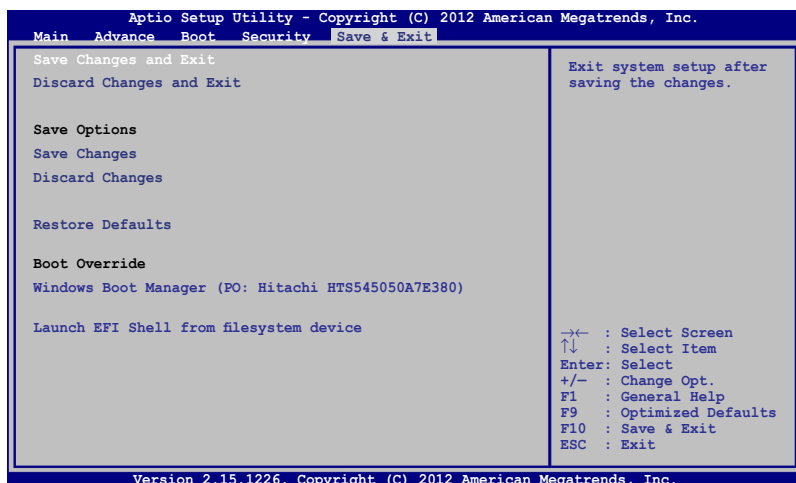 Aptio Setup Utility - Copyright (C) 2012 American Megatrends, Inc.
Main Advance Boot Security Save & Exit
Save Changes and Exit
Discard Changes and Exit
Save Options
Save Changes
Discard Changes
Restore Defaults
Boot Override
Windows Boot Manager (PO: Hitachi HTS545050A7E380)
Launch EFI Shell from filesystem device
Exit system setup after
saving the changes.
→← : Select Screen
↑↓ : Select Item
Enter: Select
+/— : Change Opt.
F1 : General Help
F9 : Optimized Defaults
F10 : Save & Exit
ESC : Exit
Version 2.15.1226. Copyright (C) 2012 American Megatrends, Inc.